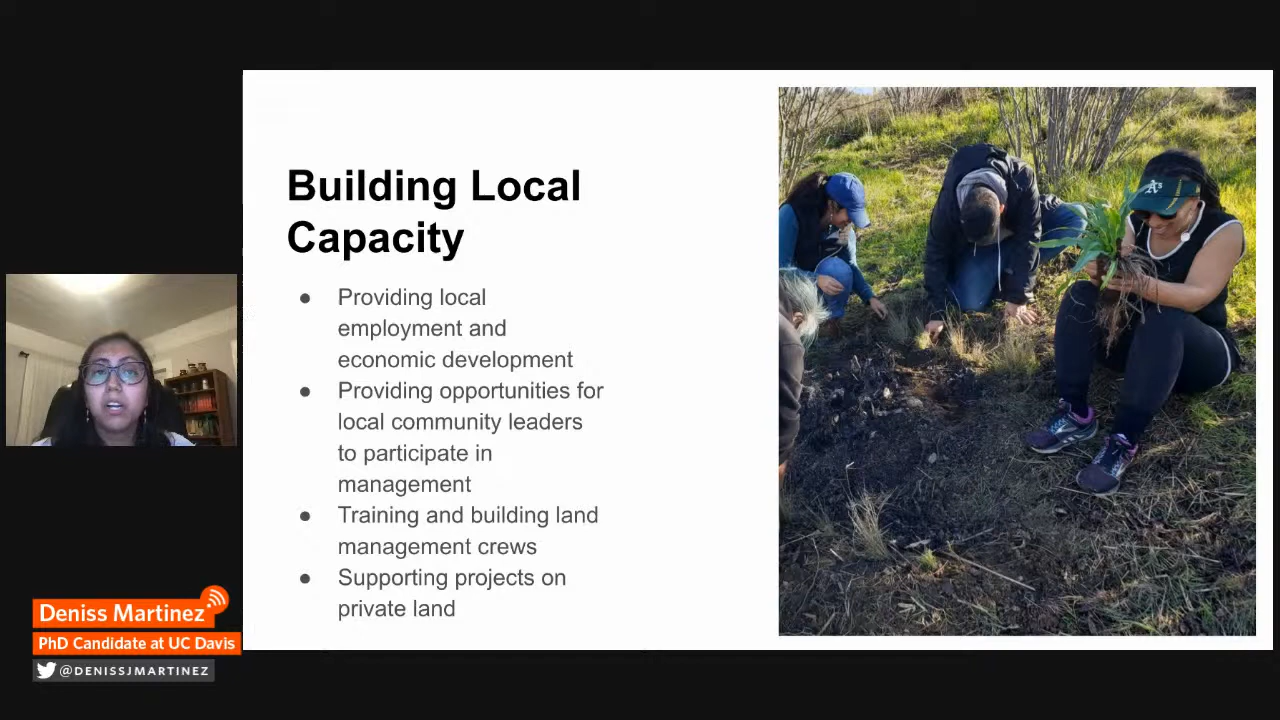 Building Local
Capacity
● Providing local
employment and
economic development
● Providing opportunities for
local community leaders
to participate in
management
● Training and building land
management crews
● Supporting projects on
private land
A's
Deniss Martinez
PhD Candidate at UC Davis
@DENISSJMARTINEZ